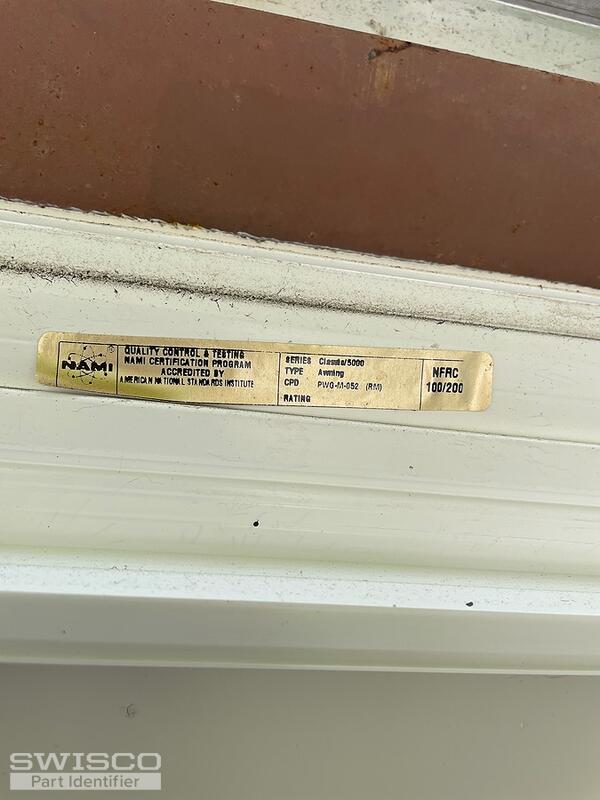 NAMI ®
QUALITY CONTROL & TESTING
NAMI CERTIFICATION PROGRAM
ACCREDITED BY
AMERICAN NATIONAL STANDARDS INSTITUTE
SERIES Classic/5000
TYPE Awning
CPD PWG-M-052 (RM)
RATING
NFRC
100/200
SWISCO
Part Identifier